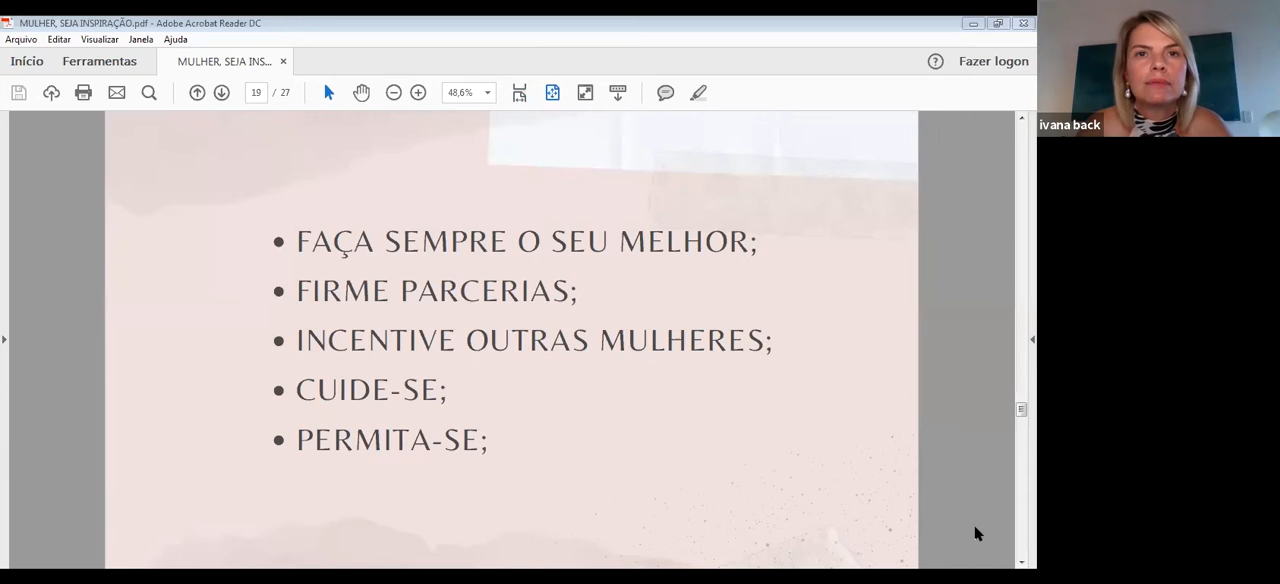 MULHER, SEJA INSPIRAÇÃO.pdf - Adobe Acrobat Reader DC
Arquivo Editar Visualizar Janela Ajuda
Início Ferramentas MULHER, SEJA INS... × Fazer logon
19 / 27 48,6%
ivana back
• FAÇA SEMPRE O SEU MELHOR;
• FIRME PARCERIAS;
• INCENTIVE OUTRAS MULHERES;
• CUIDE-SE;
• PERMITA-SE;